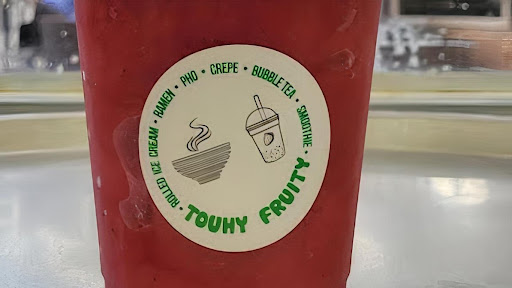 ROLLED ICE CREAM • RAMEN • PHO • CREPE • BUBBLE TEA • SMOOTHIE •
TOUHY FRUITY